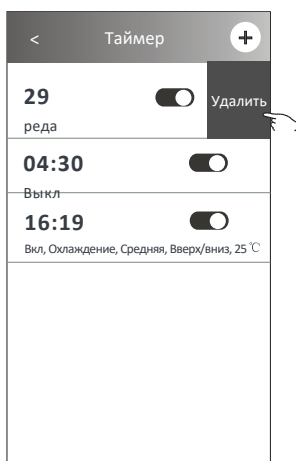 < Таймер +
29 Удалить
реда
04:30
Выкл
16:19
Вкл, Охлаждение, Средняя, Вверх/вниз, 25 ℃